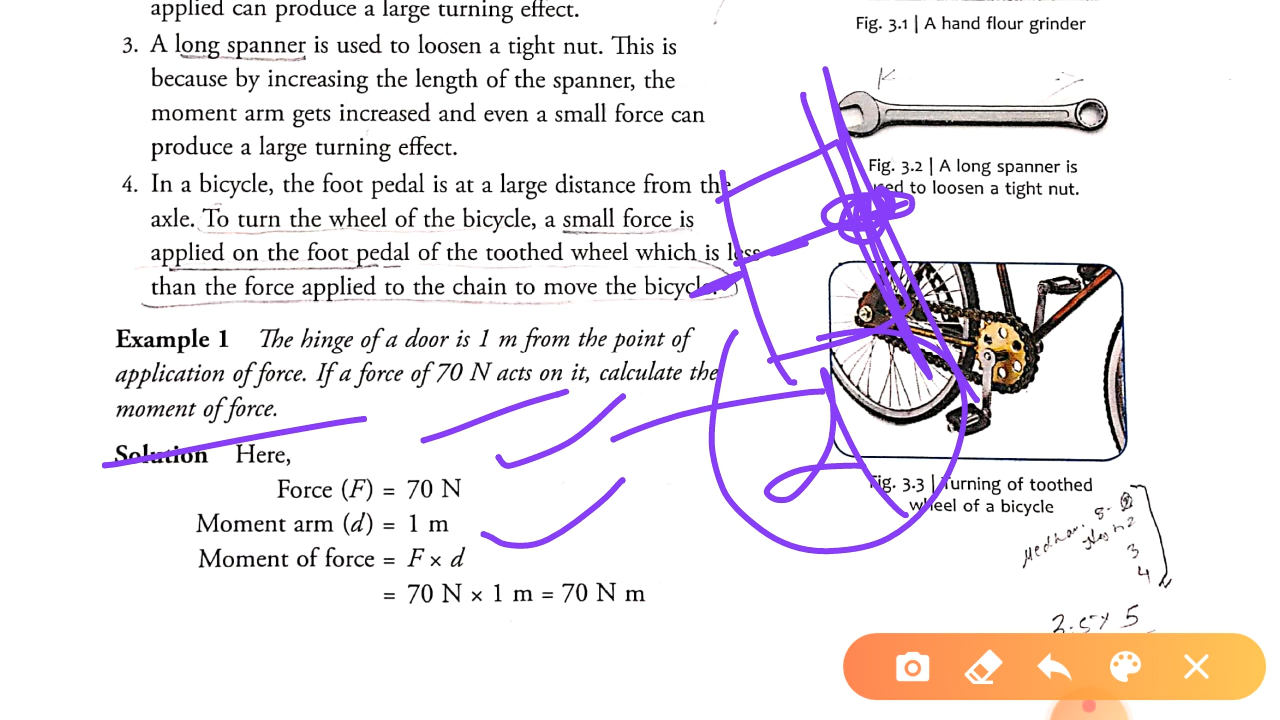 applied can produce a large turning effect.
3. A long spanner is used to loosen a tight nut. This is
because by increasing the length of the spanner, the
moment arm gets increased and even a small force can
produce a large turning effect.
4. In a bicycle, the foot pedal is at a large distance from the
axle. To turn the wheel of the bicycle, a small force is
applied on the foot pedal of the toothed wheel which is less
than the force applied to the chain to move the bicycle.
Example 1 The hinge of a door is 1 m from the point of
application of force. If a force of 70 N acts on it, calculate the
moment of force.
Solution Here,
Force (F) = 70 N
Moment arm (d) = 1 m
Moment of force = F × d
= 70 N × 1 m = 70 N m
Fig. 3.1 | A hand flour grinder
Fig. 3.2 | A long spanner is
used to loosen a tight nut.
Fig. 3.3 | Turning of toothed
wheel of a bicycle
3
4